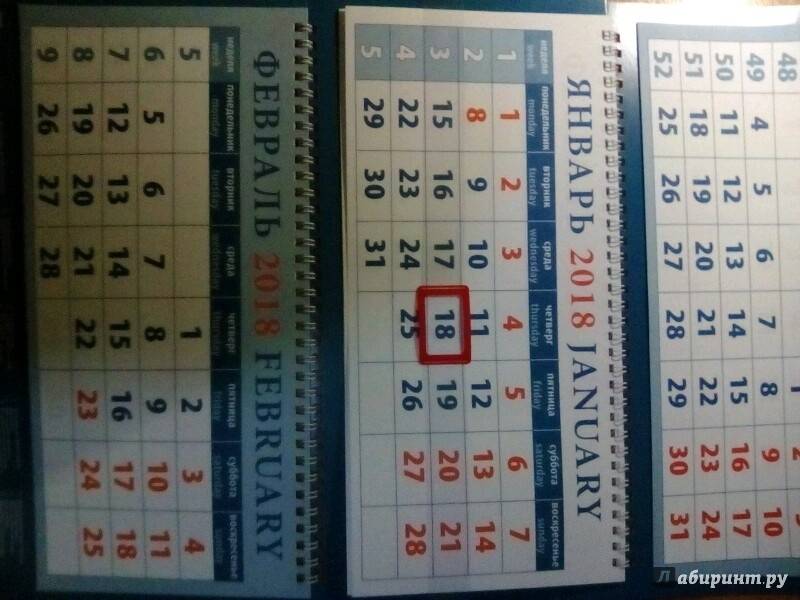 48
49 4 5 6 7 8 9 10
50 11 12 13 14 15 16 17
51 18 19 20 21 22 23 24
52 25 26 27 28 29 30 31
ЯНВАРЬ 2018 JANUARY
неделя понедельник вторник среда четверг пятница суббота воскресенье
week monday tuesday wednesday thursday friday saturday sunday
1 1 2 3 4 5 6 7
2 8 9 10 11 12 13 14
3 15 16 17 18 19 20 21
4 22 23 24 25 26 27 28
5 29 30 31
ФЕВРАЛЬ 2018 FEBRUARY
неделя понедельник вторник среда четверг пятница суббота воскресенье
week monday tuesday wednesday thursday friday saturday sunday
5 1 2 3 4
6 5 6 7 8 9 10 11
7 12 13 14 15 16 17 18
8 19 20 21 22 23 24 25
9 26 27 28
Лабиринт.ру